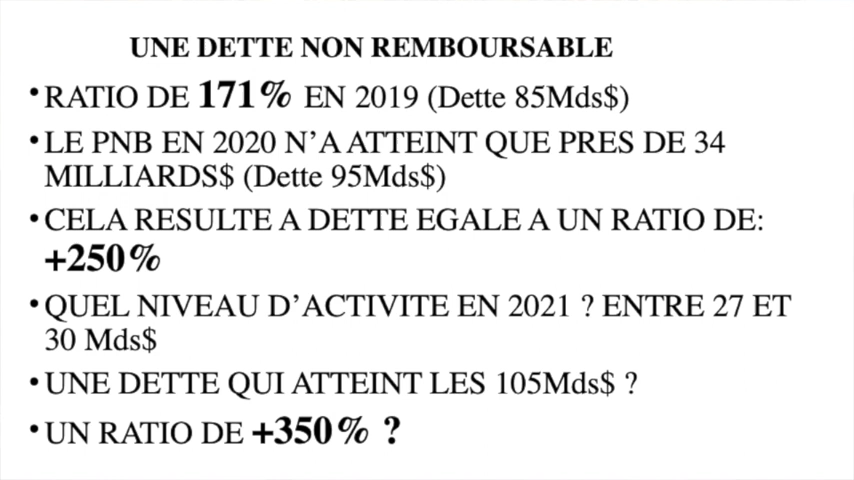 UNE DETTE NON REMBOURSABLE
• RATIO DE 171% EN 2019 (Dette 85Mds$)
• LE PNB EN 2020 N'A ATTEINT QUE PRES DE 34
MILLIARDS$ (Dette 95Mds$)
• CELA RESULTE A DETTE EGALE A UN RATIO DE:
+250%
• QUEL NIVEAU D'ACTIVITE EN 2021 ? ENTRE 27 ET
30 Mds$
• UNE DETTE QUI ATTEINT LES 105Mds$ ?
• UN RATIO DE +350% ?